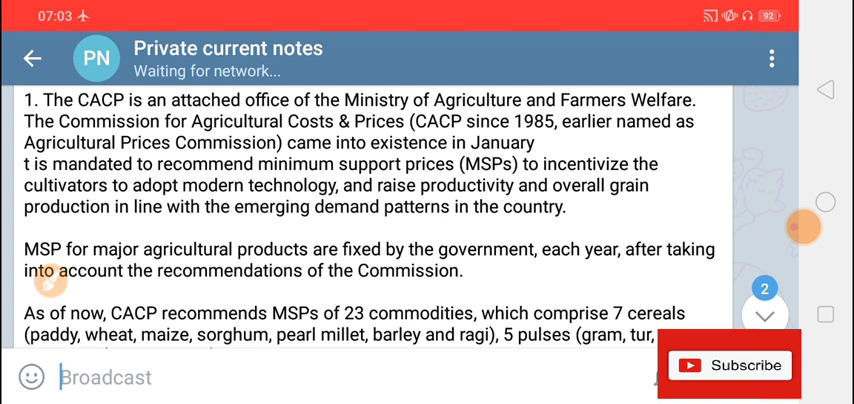 07:03
92
PN
Private current notes
Waiting for network...
1. The CACP is an attached office of the Ministry of Agriculture and Farmers Welfare.
The Commission for Agricultural Costs & Prices (CACP since 1985, earlier named as
Agricultural Prices Commission) came into existence in January
t is mandated to recommend minimum support prices (MSPs) to incentivize the
cultivators to adopt modern technology, and raise productivity and overall grain
production in line with the emerging demand patterns in the country.
MSP for major agricultural products are fixed by the government, each year, after taking
into account the recommendations of the Commission.
As of now, CACP recommends MSPs of 23 commodities, which comprise 7 cereals
(paddy, wheat, maize, sorghum, pearl millet, barley and ragi), 5 pulses (gram, tur,
2
Broadcast
Subscribe